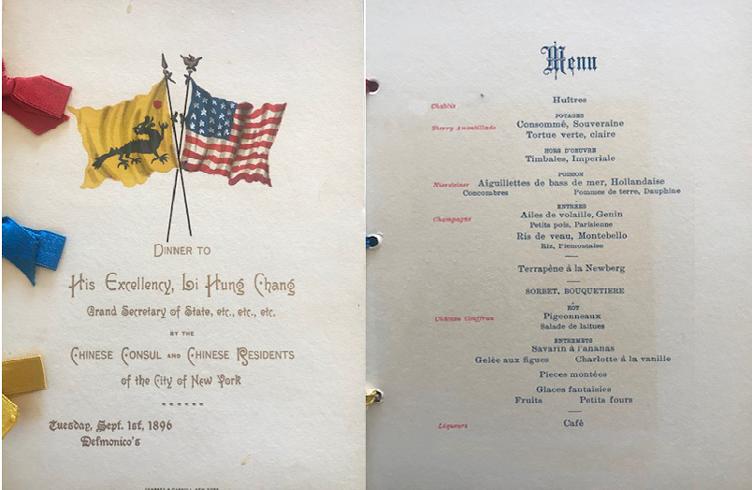 DINNER TO
His Excellency, Li Hung Chang
Grand Secretary of State, etc., etc., etc.
BY THE
CHINESE CONSUL AND CHINESE RESIDENTS
of the City of New York
Tuesday, Sept. 1st, 1896
Delmonico's
Menu
Chablis Huîtres
POTAGES
Sherry Amontillado Consommé, Souveraine
Tortue verte, claire
HORS D'OEUVRE
Timbales, Imperiale
POISSON
Niersteiner Aiguillettes de bass de mer, Hollandaise
Concombres Pommes de terre, Dauphine
ENTREES
Champagne Ailes de volaille, Genin
Petits pois, Parisienne
Ris de veau, Montebello
Riz, Piemontaise
Terrapène à la Newberg
SORBET, BOUQUETIERE
RÔT
Pigeonneaux
Salade de laitues
ENTREMETS
Savarin à l'ananas
Gelée aux figues Charlotte à la vanille
Pieces montées
Glaces fantaisies
Fruits Petits fours
Liqueurs Café